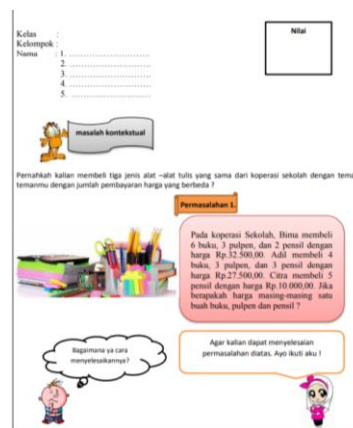 Kelas :
Kelompok :
Nama : 1. ..............................
2. ..............................
3. ..............................
4. ..............................
5. ..............................
Nilai
masalah kontekstual
Pernahkah kalian membeli tiga jenis alat –alat tulis yang sama dari koperasi sekolah dengan tema
temanmu dengan jumlah pembayaran harga yang berbeda ?
Permasalahan 1.
Pada koperasi Sekolah, Bima membeli
6 buku, 3 pulpen, dan 2 pensil dengan
harga Rp.32.500,00. Adil membeli 4
buku, 3 pulpen, dan 3 pensil dengan
harga Rp.27.500,00. Citra membeli 5
pensil dengan harga Rp.10.000,00. Jika
berapakah harga masing-masing satu
buah buku, pulpen dan pensil ?
Bagaimana ya cara
menyelesaikannya?
Agar kalian dapat menyelesaian
permasalahan diatas. Ayo ikuti aku !